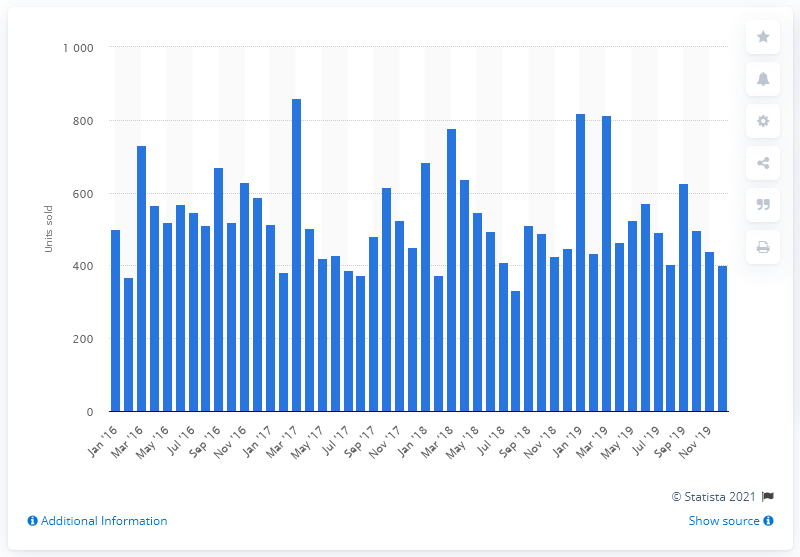 1 000
800
600
400
200
0
Units sold
Jan '16
Mar '16
May '16
Jul '16
Sep '16
Nov '16
Jan '17
Mar '17
May '17
Jul '17
Sep '17
Nov '17
Jan '18
Mar '18
May '18
Jul '18
Sep '18
Nov '18
Jan '19
Mar '19
May '19
Jul '19
Sep '19
Nov '19
© Statista 2021
Additional Information
Show source